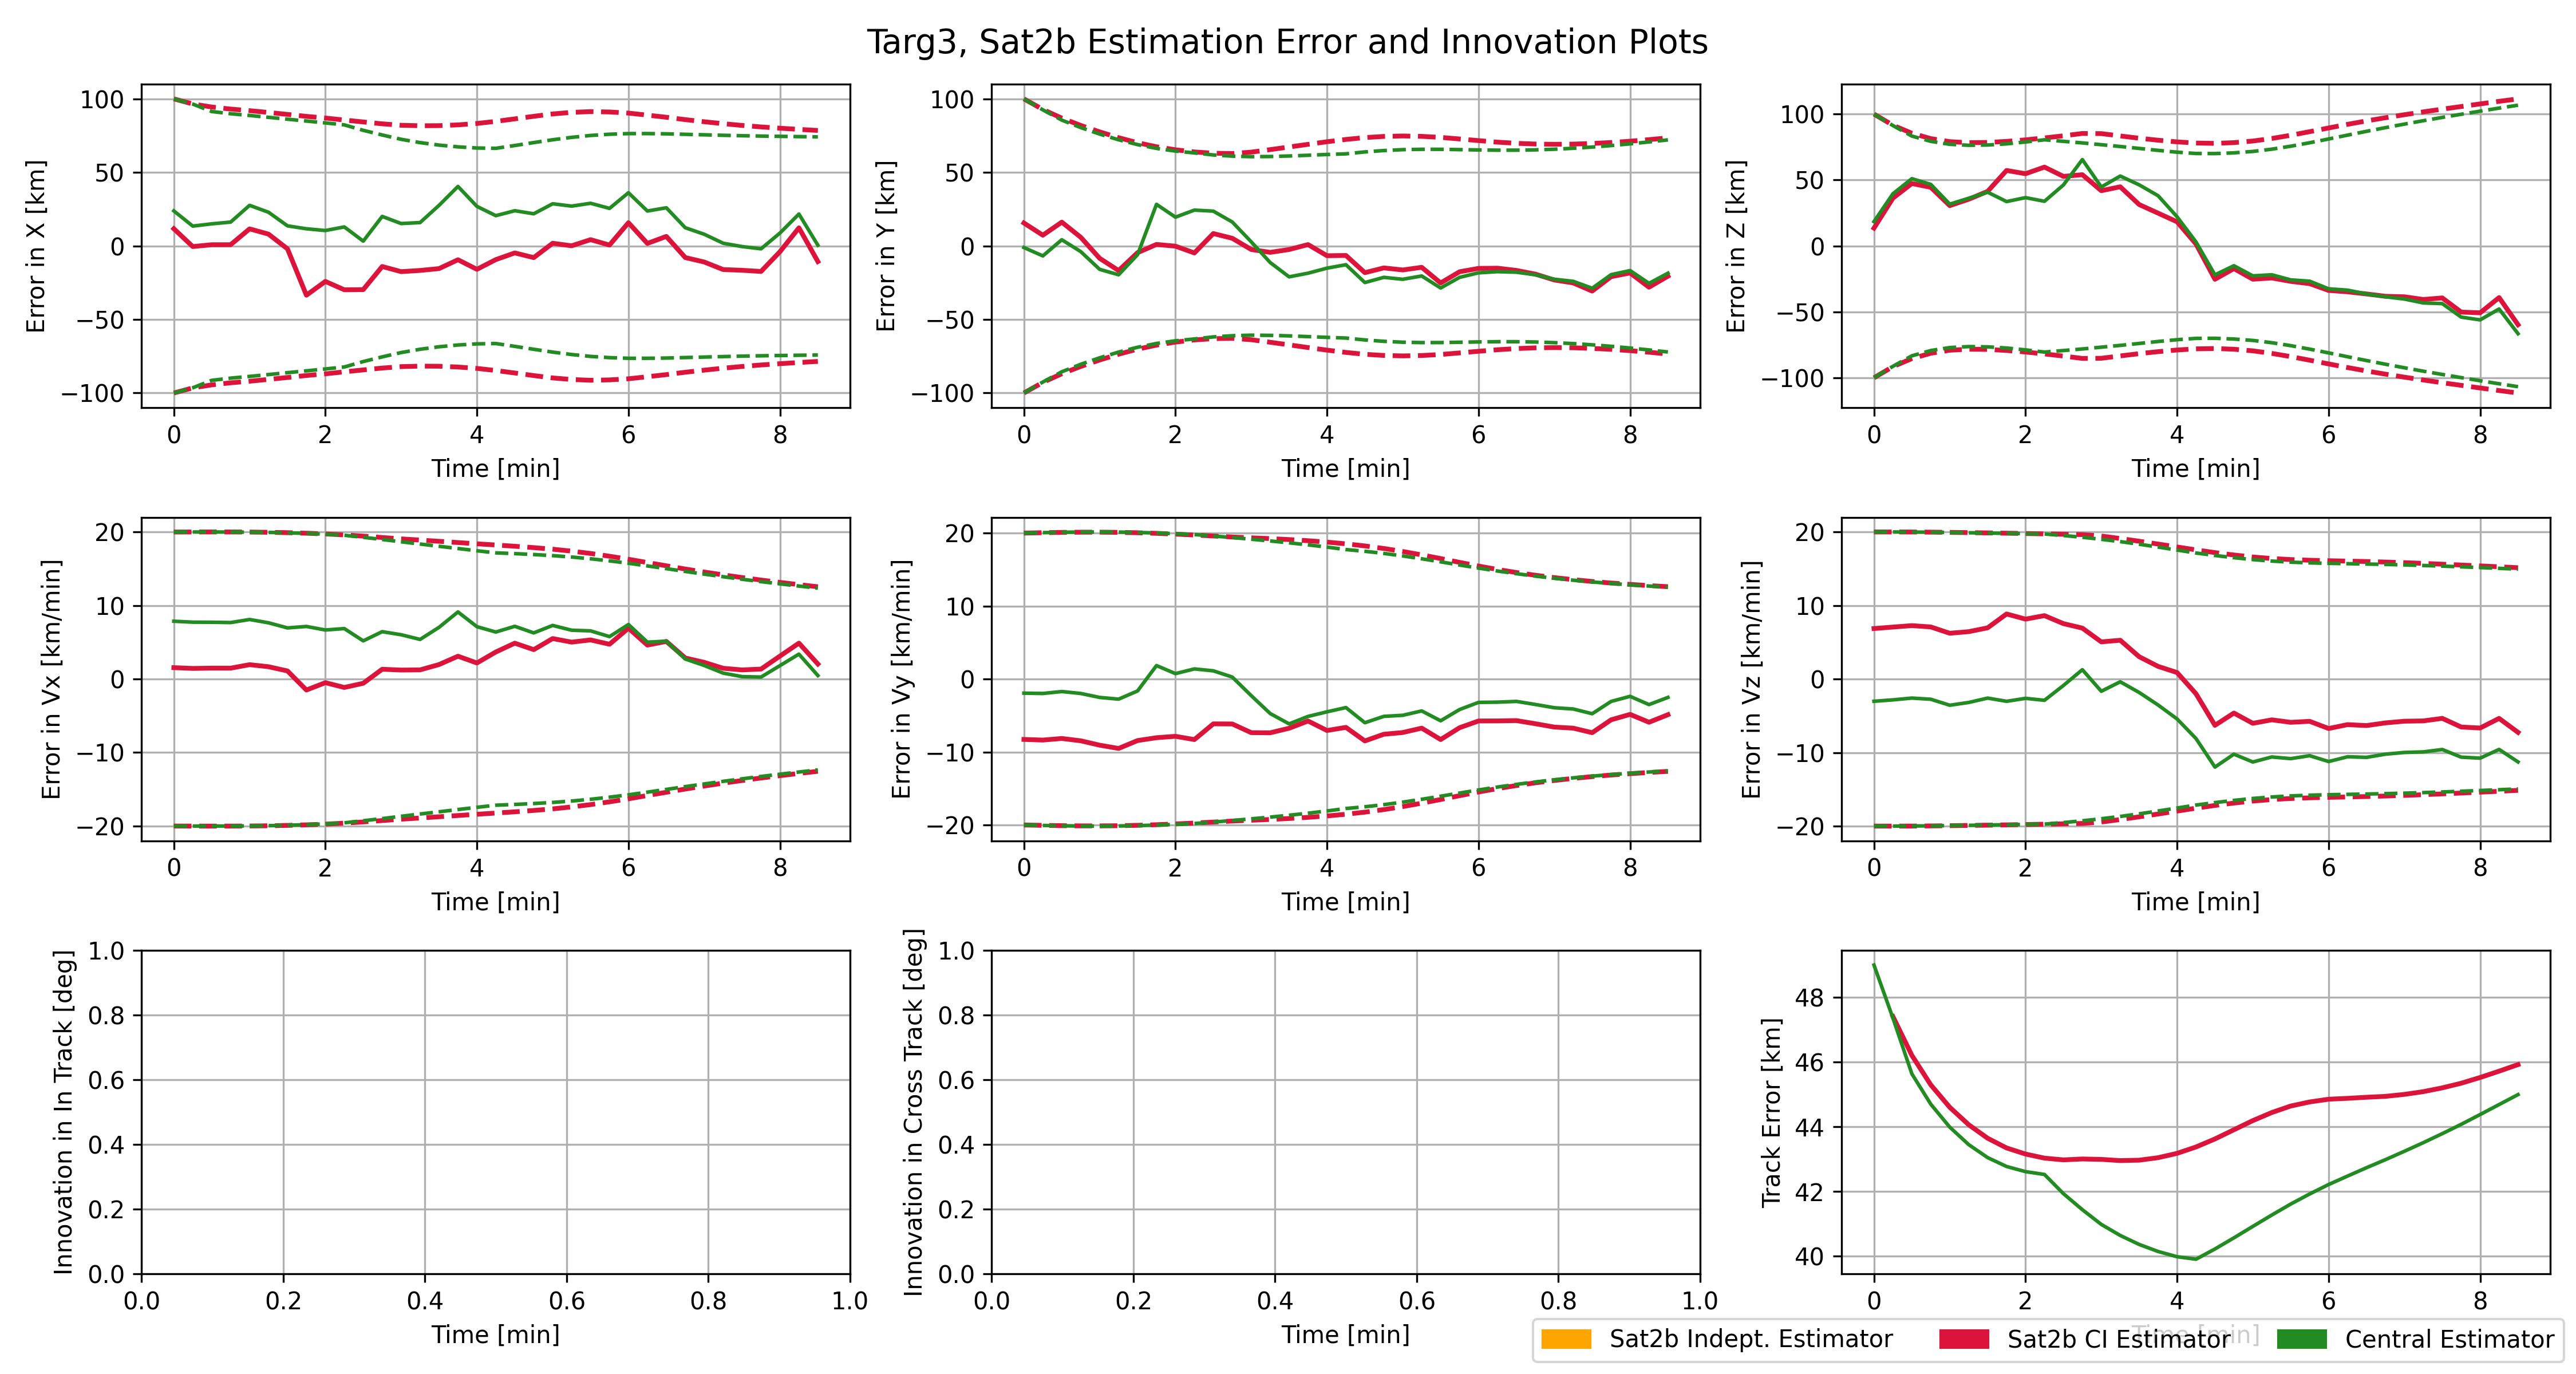 Targ3, Sat2b Estimation Error and Innovation Plots
Error in X [km]
100
50
0
−50
−100
0 2 4 6 8
Time [min]
Error in Y [km]
100
50
0
−50
−100
0 2 4 6 8
Time [min]
Error in Z [km]
100
50
0
−50
−100
0 2 4 6 8
Time [min]
Error in Vx [km/min]
20
10
0
−10
−20
0 2 4 6 8
Time [min]
Error in Vy [km/min]
20
10
0
−10
−20
0 2 4 6 8
Time [min]
Error in Vz [km/min]
20
10
0
−10
−20
0 2 4 6 8
Time [min]
Innovation in In Track [deg]
1.0
0.8
0.6
0.4
0.2
0.0
0.0 0.2 0.4 0.6 0.8 1.0
Time [min]
Innovation in Cross Track [deg]
1.0
0.8
0.6
0.4
0.2
0.0
0.0 0.2 0.4 0.6 0.8 1.0
Time [min]
Track Error [km]
48
46
44
42
40
0 2 4 6 8
Time [min]
Sat2b Indept. Estimator Sat2b CI Estimator Central Estimator